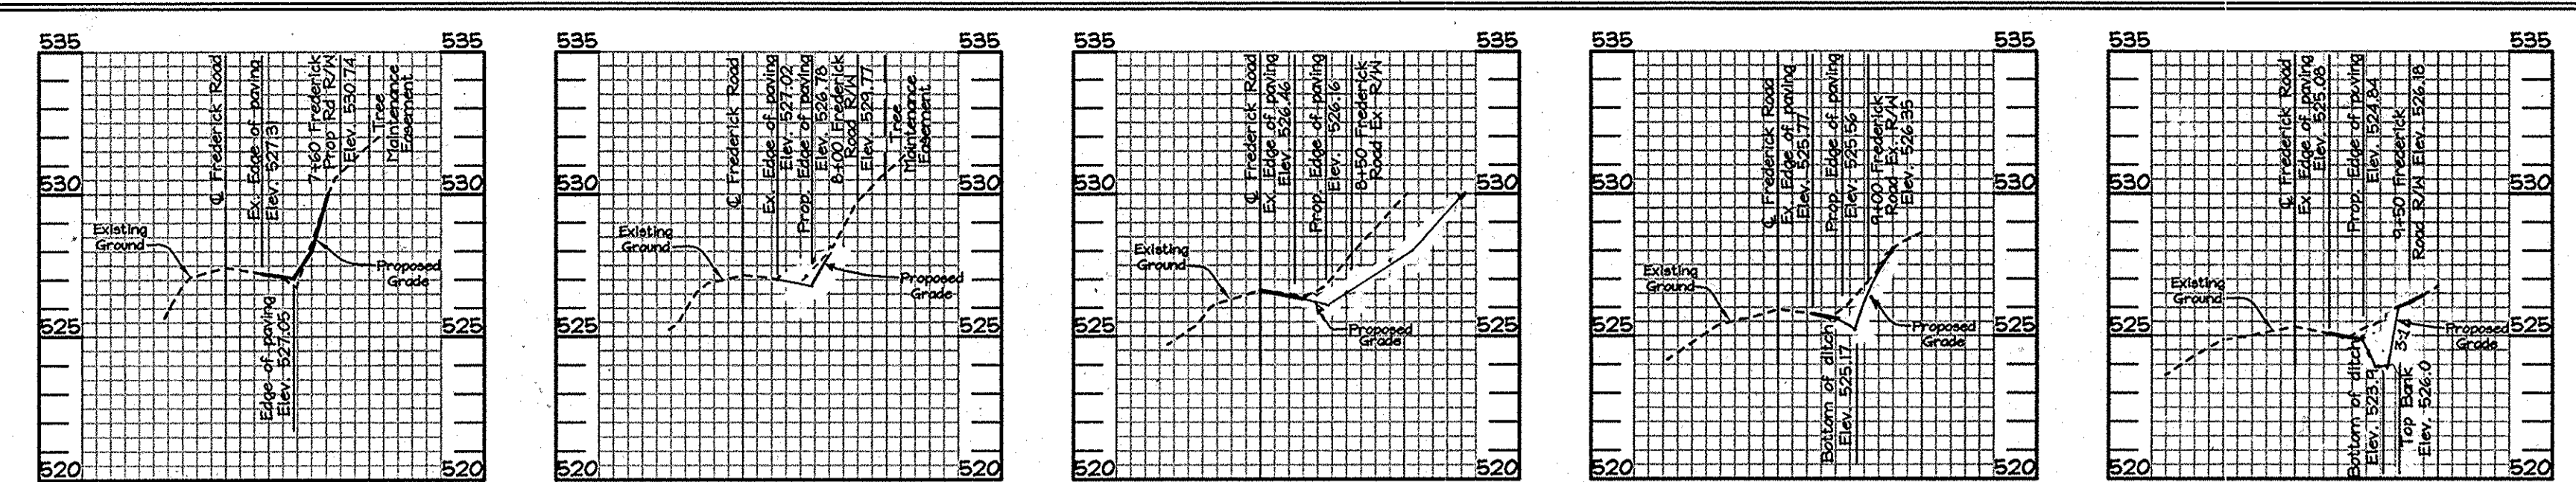 535
535
℄ Frederick Road
Ex. Edge of paving
Elev. 527.31
7+60 Frederick
Prop Rd R/W
Elev. 530.74
Tree
Maintenance
Easement
530
530
Existing
Ground
Proposed
Grade
525
525
Edge of paving
Elev. 527.05
520
520
535
535
℄ Frederick Road
Ex. Edge of paving
Elev. 527.02
Prop. Edge of paving
Elev. 526.78
8+00 Frederick
Road R/W
Elev. 529.77
Tree
Maintenance
Easement
530
530
Existing
Ground
Proposed
Grade
525
525
520
520
535
535
℄ Frederick Road
Ex. Edge of paving
Elev. 526.46
Prop. Edge of paving
Elev. 526.16
8+50 Frederick
Road Ex. R/W
530
530
Existing
Ground
Proposed
Grade
525
525
520
520
535
535
℄ Frederick Road
Ex Edge of paving
Elev. 525.77
Prop. Edge of paving
Elev. 525.56
9+00 Frederick
Road Ex. R/W
Elev. 526.35
530
530
Existing
Ground
Proposed
Grade
525
525
Bottom of ditch
Elev. 525.17
520
520
535
535
℄ Frederick Road
Ex. Edge of paving
Elev. 525.08
Prop. Edge of paving
Elev. 524.84
9+50 Frederick
Road R/W Elev. 526.18
530
530
Existing
Ground
Proposed
Grade
525
525
Bottom of ditch
Elev. 523.9
Top Bank
Elev. 526.0
520
520